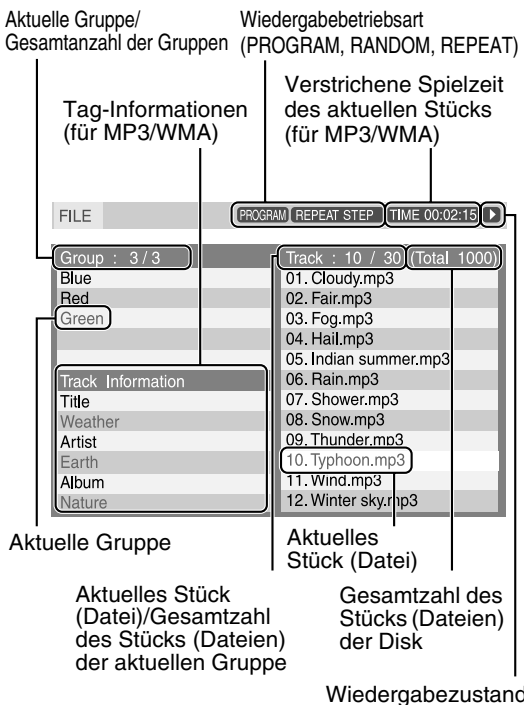 Aktuelle Gruppe/
Gesamtanzahl der Gruppen
Wiedergabebetriebsart
(PROGRAM, RANDOM, REPEAT)
Tag-Informationen
(für MP3/WMA)
Verstrichene Spielzeit
des aktuellen Stücks
(für MP3/WMA)
FILE
PROGRAM REPEAT STEP TIME 00:02:15
Group : 3 / 3
Blue
Red
Green
Track Information
Title
Weather
Artist
Earth
Album
Nature
Track : 10 / 30 (Total 1000)
01. Cloudy.mp3
02. Fair.mp3
03. Fog.mp3
04. Hail.mp3
05. Indian summer.mp3
06. Rain.mp3
07. Shower.mp3
08. Snow.mp3
09. Thunder.mp3
10. Typhoon.mp3
11. Wind.mp3
12. Winter sky.mp3
Aktuelle Gruppe
Aktuelles
Stück (Datei)
Aktuelles Stück
(Datei)/Gesamtzahl
des Stücks (Dateien)
der aktuellen Gruppe
Gesamtzahl des
Stücks (Dateien)
der Disk
Wiedergabezustand